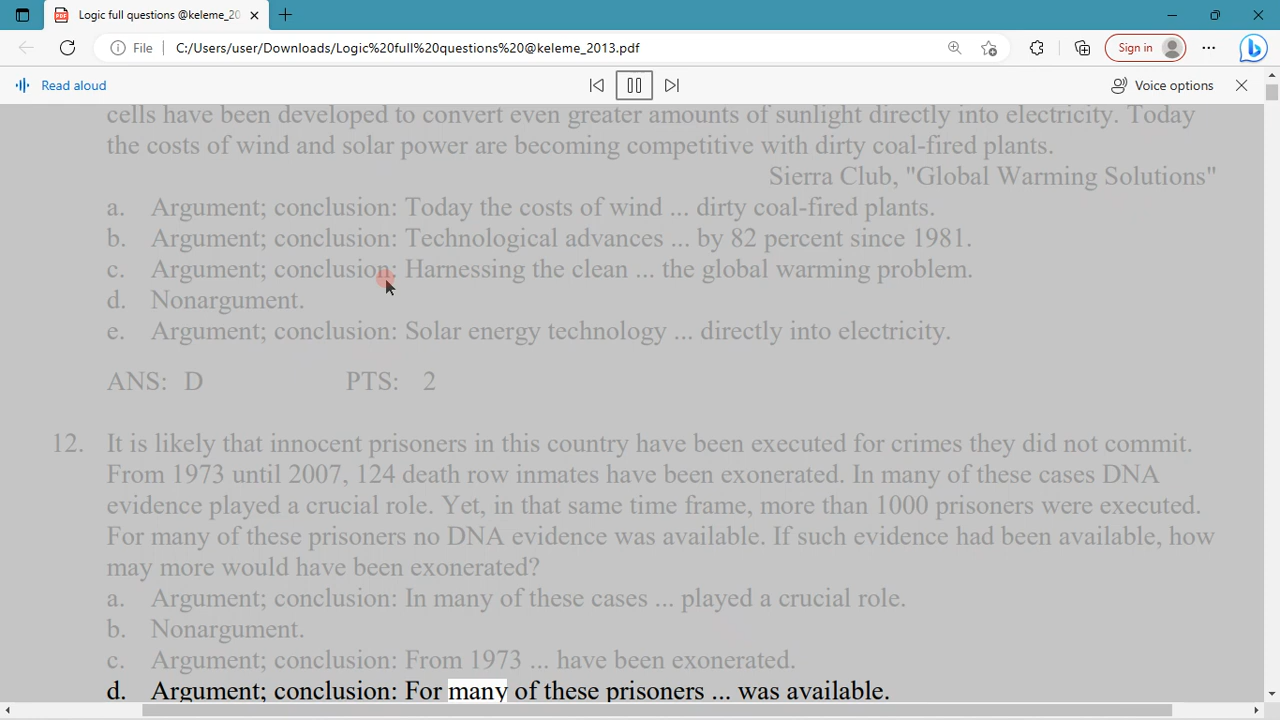 Logic full questions @keleme_20
File
C:/Users/user/Downloads/Logic%20full%20questions%20@keleme_2013.pdf
Sign in
Read aloud
Voice options
cells have been developed to convert even greater amounts of sunlight directly into electricity. Today
the costs of wind and solar power are becoming competitive with dirty coal-fired plants.
Sierra Club, "Global Warming Solutions"
a. Argument; conclusion: Today the costs of wind ... dirty coal-fired plants.
b. Argument; conclusion: Technological advances ... by 82 percent since 1981.
c. Argument; conclusion: Harnessing the clean ... the global warming problem.
d. Nonargument.
e. Argument; conclusion: Solar energy technology ... directly into electricity.
ANS: D PTS: 2
12. It is likely that innocent prisoners in this country have been executed for crimes they did not commit.
From 1973 until 2007, 124 death row inmates have been exonerated. In many of these cases DNA
evidence played a crucial role. Yet, in that same time frame, more than 1000 prisoners were executed.
For many of these prisoners no DNA evidence was available. If such evidence had been available, how
may more would have been exonerated?
a. Argument; conclusion: In many of these cases ... played a crucial role.
b. Nonargument.
c. Argument; conclusion: From 1973 ... have been exonerated.
d. Argument; conclusion: For many of these prisoners ... was available.